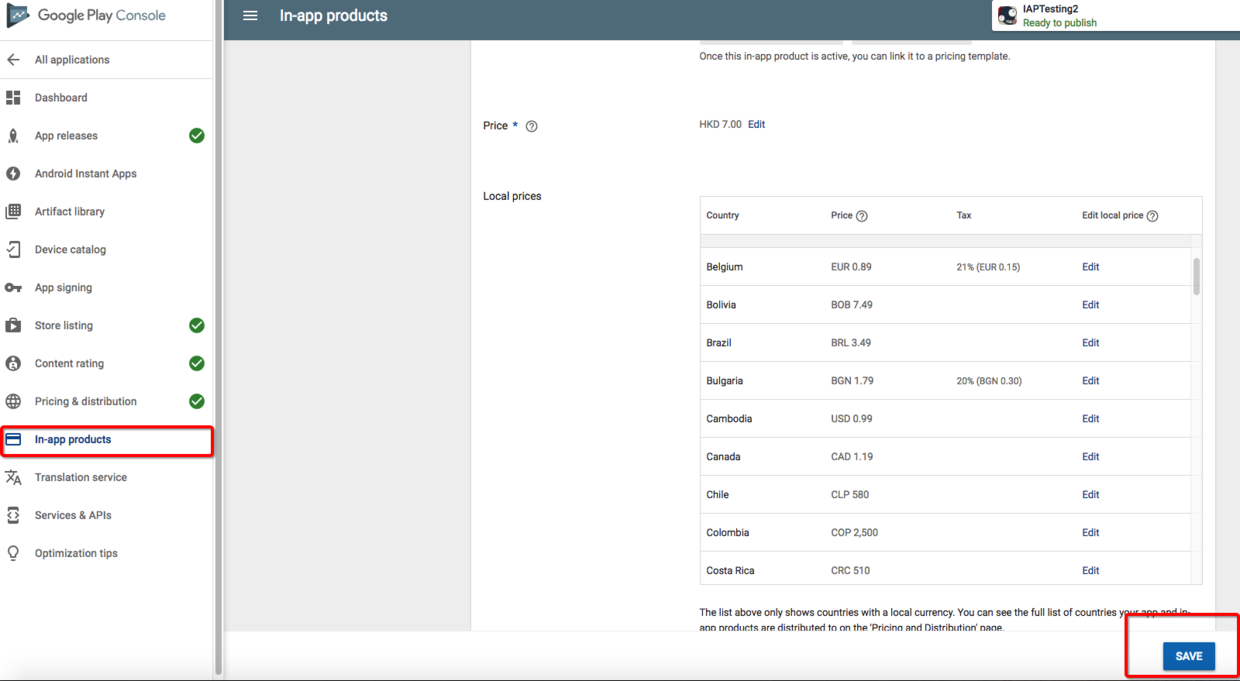 Google Play Console
In-app products
IAPTesting2
Ready to publish
All applications
Dashboard
App releases
Android Instant Apps
Artifact library
Device catalog
App signing
Store listing
Content rating
Pricing & distribution
In-app products
Translation service
Services & APIs
Optimization tips
Once this in-app product is active, you can link it to a pricing template.
Price * HKD 7.00 Edit
Local prices
Country Price Tax Edit local price
Belgium EUR 0.89 21% (EUR 0.15) Edit
Bolivia BOB 7.49 Edit
Brazil BRL 3.49 Edit
Bulgaria BGN 1.79 20% (BGN 0.30) Edit
Cambodia USD 0.99 Edit
Canada CAD 1.19 Edit
Chile CLP 580 Edit
Colombia COP 2,500 Edit
Costa Rica CRC 510 Edit
The list above only shows countries with a local currency. You can see the full list of countries your app and in-
app products are distributed to on the 'Pricing and Distribution' page.
SAVE